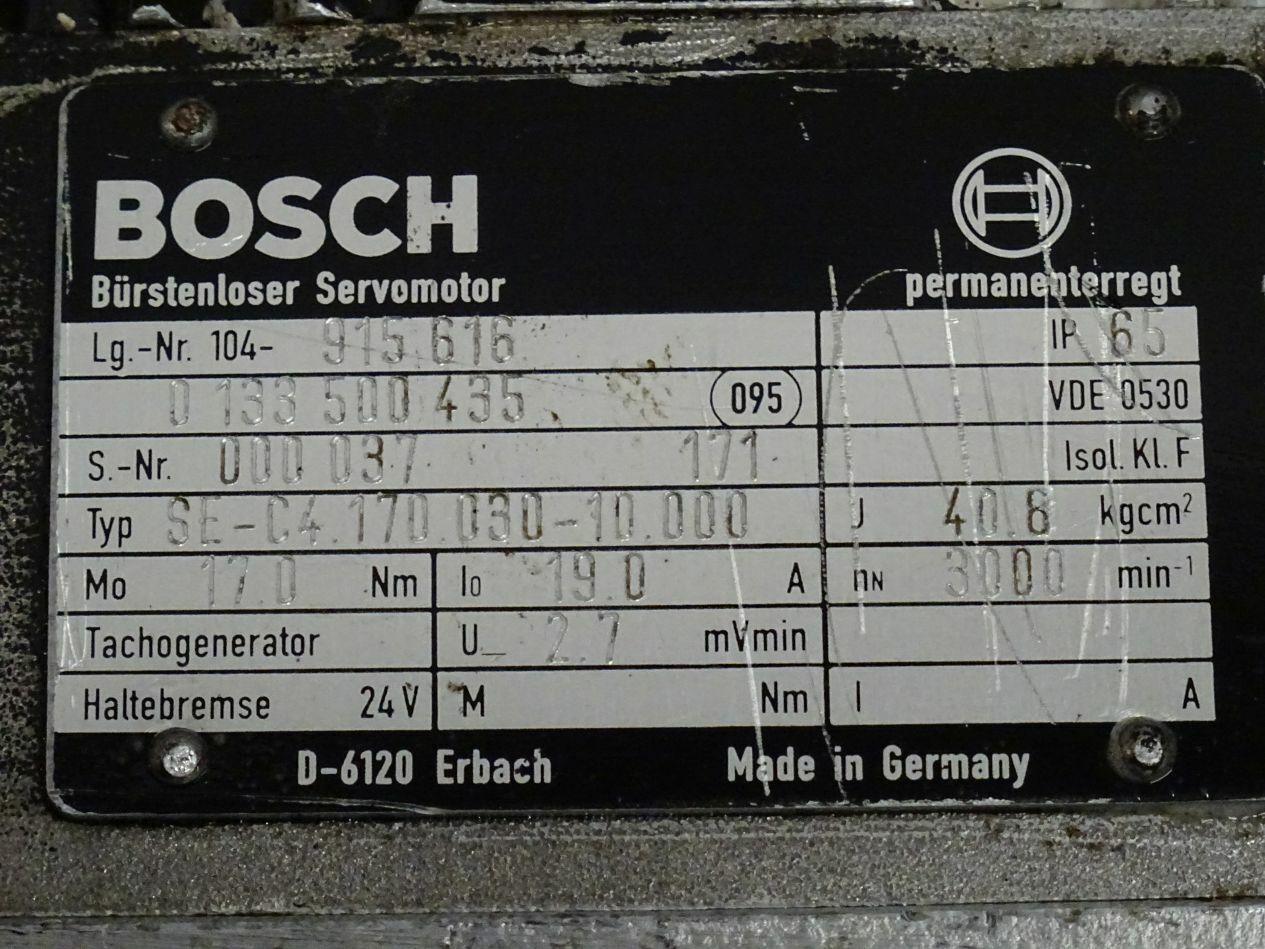 BOSCH
Bürstenloser Servomotor
permanenterregt
Lg.-Nr. 104- 915 616 IP 65
0 133 500 435 095 VDE 0530
S.-Nr. 000 037 171 Isol. Kl. F
Typ SE-C4.170.030-10.000 J 40.8 kgcm²
Mo 17.0 Nm I₀ 19.0 A nN 3000 min⁻¹
Tachogenerator U_ 2.7 mVmin
Haltebremse 24V M Nm I A
D-6120 Erbach Made in Germany